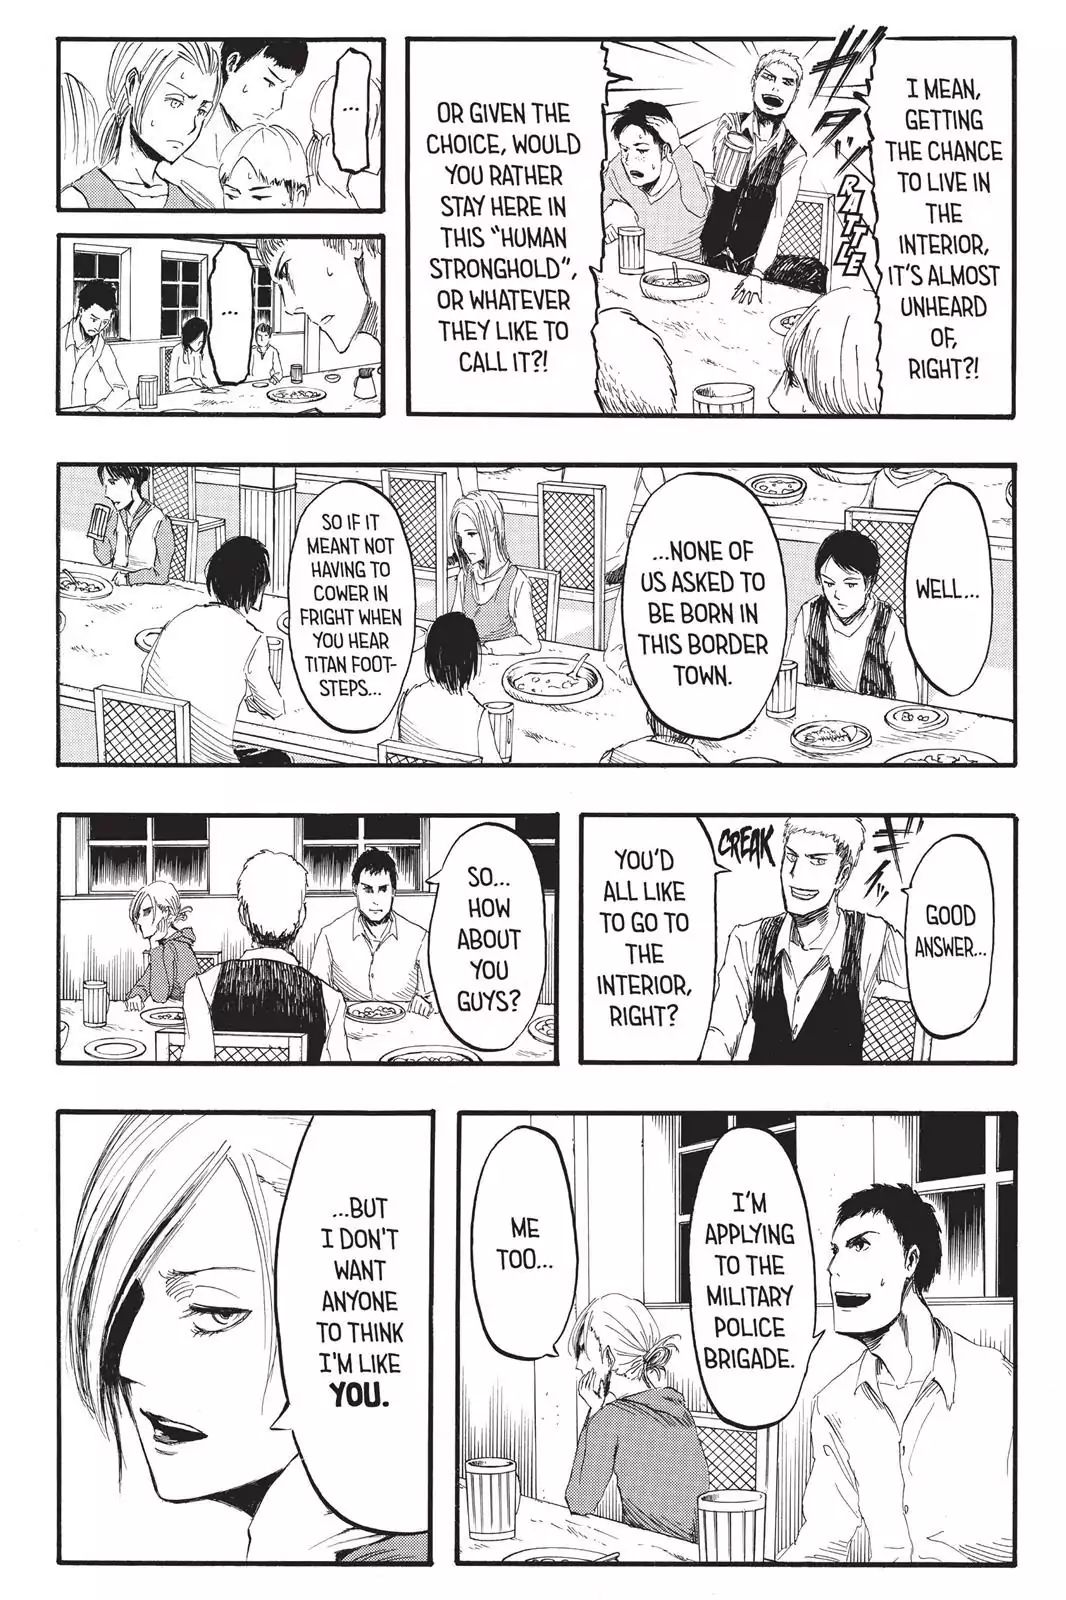 I MEAN,
GETTING
THE CHANCE
TO LIVE IN
THE
INTERIOR,
IT'S ALMOST
UNHEARD
OF,
RIGHT?!
RATTLE
OR GIVEN THE
CHOICE, WOULD
YOU RATHER
STAY HERE IN
THIS "HUMAN
STRONGHOLD",
OR WHATEVER
THEY LIKE TO
CALL IT?!
...
...
WELL...
...NONE OF
US ASKED TO
BE BORN IN
THIS BORDER
TOWN.
SO IF IT
MEANT NOT
HAVING TO
COWER IN
FRIGHT WHEN
YOU HEAR
TITAN FOOT-
STEPS...
GOOD
ANSWER...
CREAK
YOU'D
ALL LIKE
TO GO TO
THE
INTERIOR,
RIGHT?
SO...
HOW
ABOUT
YOU
GUYS?
I'M
APPLYING
TO THE
MILITARY
POLICE
BRIGADE.
ME
TOO...
...BUT
I DON'T
WANT
ANYONE
TO THINK
I'M LIKE
YOU.